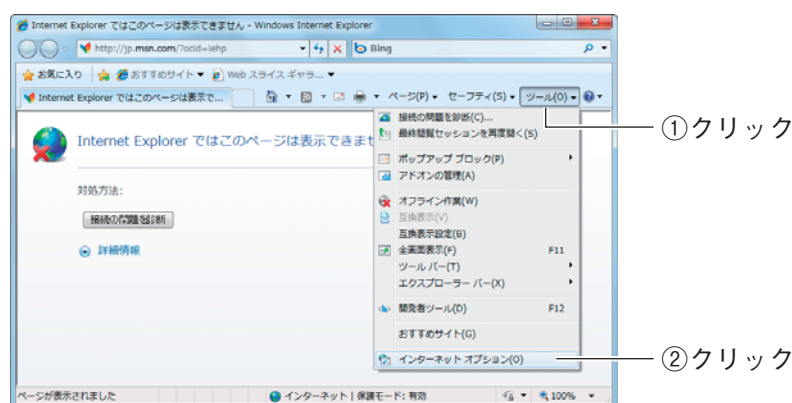 Internet Explorer ではこのページは表示できません - Windows Internet Explorer
http://jp.msn.com/?ocid=iehp
Bing
お気に入り おすすめサイト Web スライス ギャラ...
Internet Explorer ではこのページは表示で... ページ(P) セーフティ(S) ツール(O)
①クリック
Internet Explorer ではこのページは表示できませ
対処方法:
接続の問題を診断
詳細情報
接続の問題を診断(C)...
最終閲覧セッションを再度開く(S)
ポップアップ ブロック(P)
アドオンの管理(A)
オフライン作業(W)
互換表示(V)
互換表示設定(B)
全画面表示(F) F11
ツール バー(T)
エクスプローラー バー(X)
開発者ツール(D) F12
おすすめサイト(G)
インターネット オプション(O)
②クリック
ページが表示されました インターネット | 保護モード: 有効 100%